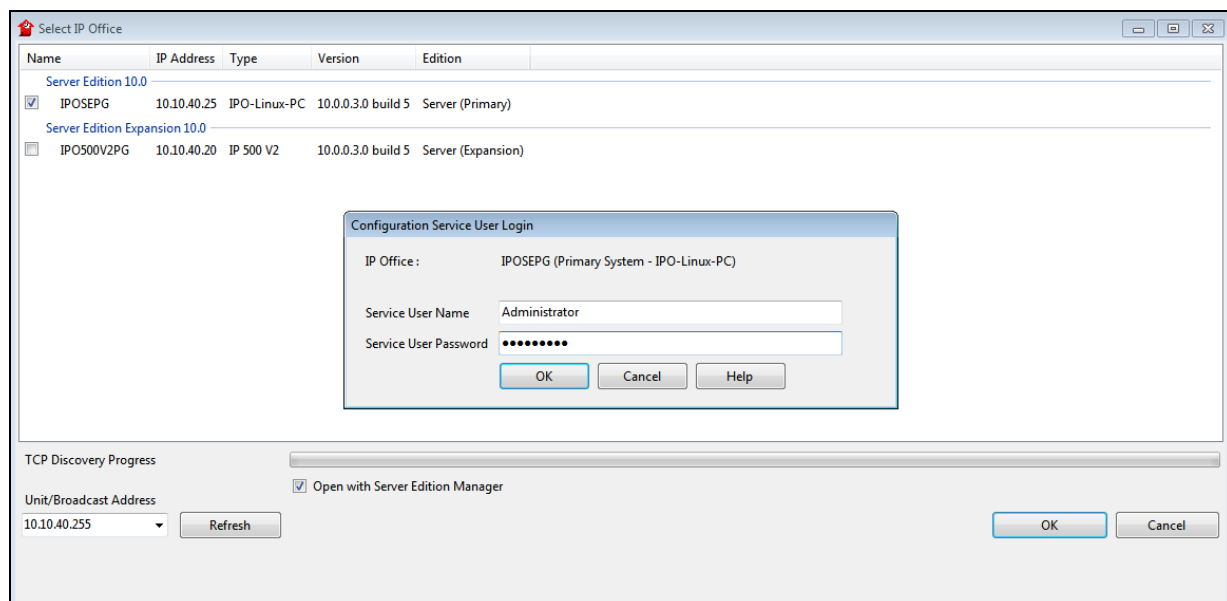 Select IP Office
Name IP Address Type Version Edition
Server Edition 10.0
IPOSEPG 10.10.40.25 IPO-Linux-PC 10.0.0.3.0 build 5 Server (Primary)
Server Edition Expansion 10.0
IPO500V2PG 10.10.40.20 IP 500 V2 10.0.0.3.0 build 5 Server (Expansion)
Configuration Service User Login
IP Office : IPOSEPG (Primary System - IPO-Linux-PC)
Service User Name Administrator
Service User Password •••••••••
OK Cancel Help
TCP Discovery Progress
Open with Server Edition Manager
Unit/Broadcast Address
10.10.40.255 Refresh OK Cancel